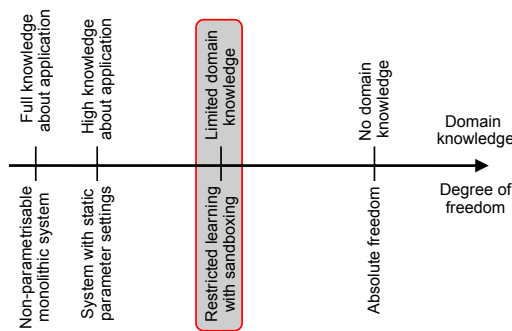 Full knowledge
about application
High knowledge
about application
Limited domain
knowledge
No domain
knowledge
Domain
knowledge
Degree of
freedom
Non-parametrisable
monolithic system
System with static
parameter settings
Restricted learning
with sandboxing
Absolute freedom